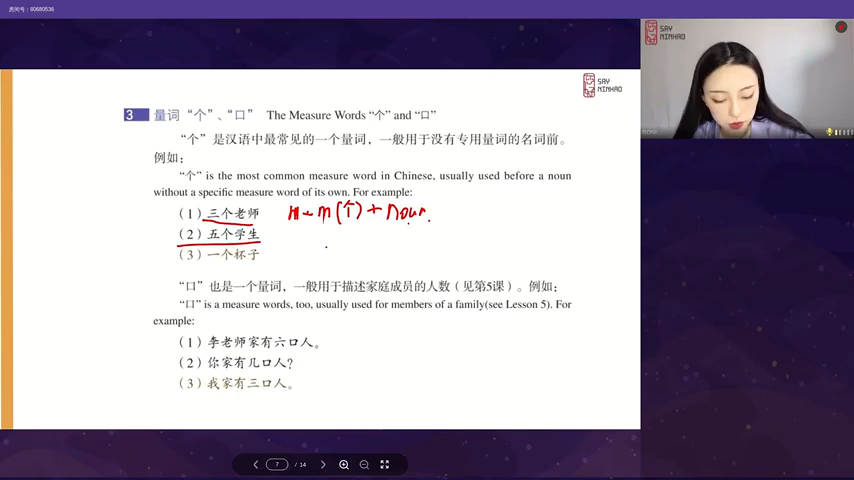 房间号：80680536
SAY
NINHAO
SAY
NINHAO
3 量词 “个”、“口” The Measure Words “个” and “口”
“个” 是汉语中最常见的一个量词，一般用于没有专用量词的名词前。
例如：
“个” is the most common measure word in Chinese, usually used before a noun
without a specific measure word of its own. For example:
（1）三个老师
+ noun
（2）五个学生
（3）一个杯子
“口” 也是一个量词，一般用于描述家庭成员的人数（见第5课）。例如：
“口” is a measure words, too, usually used for members of a family(see Lesson 5). For
example:
（1）李老师家有六口人。
（2）你家有几口人？
（3）我家有三口人。
7 / 14